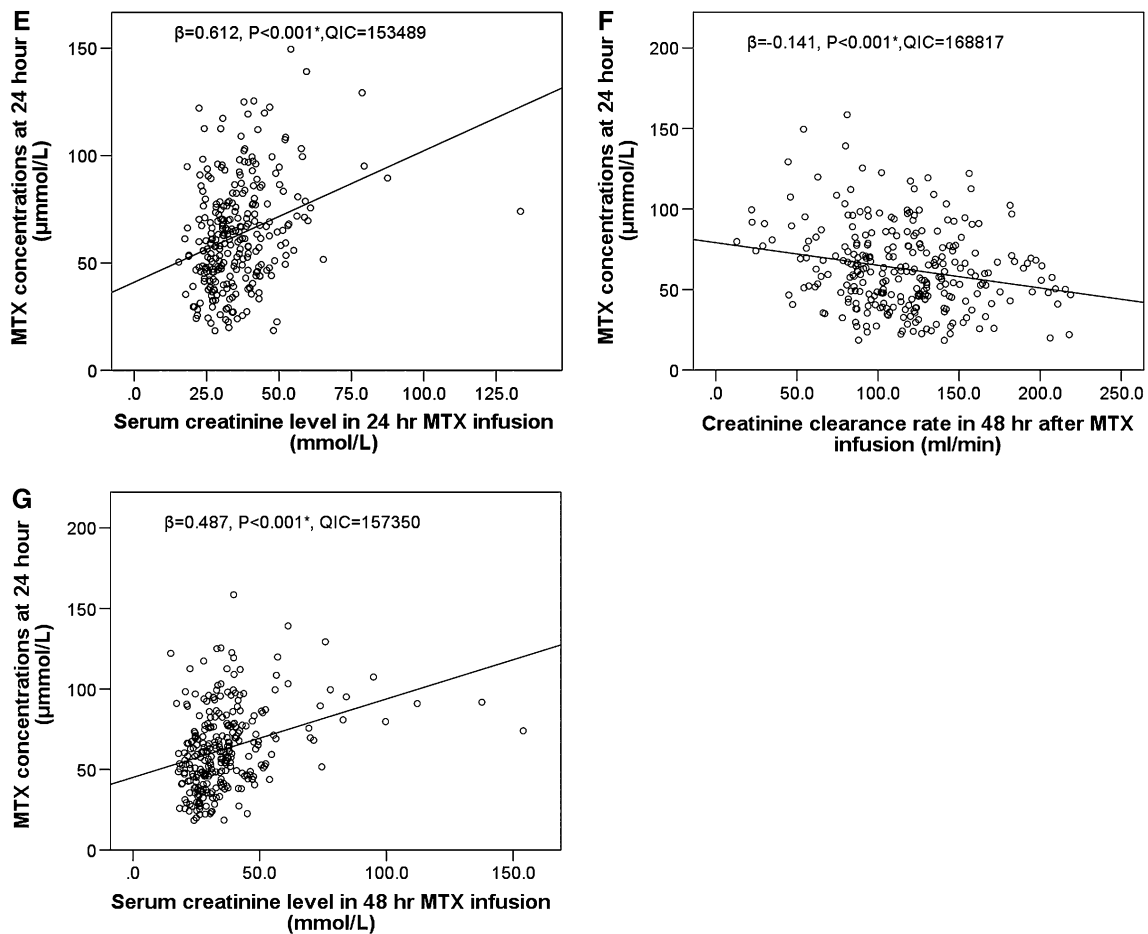 E
β=0.612, P<0.001*,QIC=153489
MTX concentrations at 24 hour
(µmmol/L)
150
100
50
0
.0 25.0 50.0 75.0 100.0 125.0
Serum creatinine level in 24 hr MTX infusion
(mmol/L)
F
β=-0.141, P<0.001*,QIC=168817
MTX concentrations at 24 hour
(µmmol/L)
200
150
100
50
0
.0 50.0 100.0 150.0 200.0 250.0
Creatinine clearance rate in 48 hr after MTX
infusion (ml/min)
G
β=0.487, P<0.001*, QIC=157350
MTX concentrations at 24 hour
(µmmol/L)
200
150
100
50
0
.0 50.0 100.0 150.0
Serum creatinine level in 48 hr MTX infusion
(mmol/L)